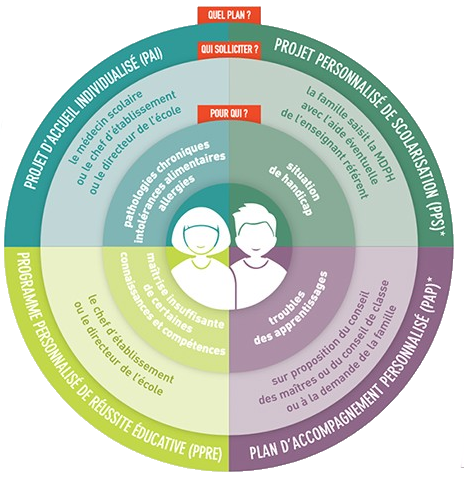 QUEL PLAN ?
QUI SOLLICITER ?
POUR QUI ?
PROJET D'ACCUEIL INDIVIDUALISÉ (PAI)
le médecin scolaire
ou le chef d'établissement
ou le directeur de l'école
pathologies chroniques
intolérances alimentaires
allergies
PROJET PERSONNALISÉ DE SCOLARISATION (PPS)*
la famille saisit la MDPH
avec l'aide éventuelle
de l'enseignant référent
situation
de handicap
PROGRAMME PERSONNALISÉ DE RÉUSSITE ÉDUCATIVE (PPRE)
le chef d'établissement
ou le directeur de l'école
maîtrise insuffisante
de certaines
connaissances et compétences
PLAN D'ACCOMPAGNEMENT PERSONNALISÉ (PAP)*
sur proposition du conseil
des maîtres ou du conseil de classe
ou à la demande de la famille
troubles
des apprentissages